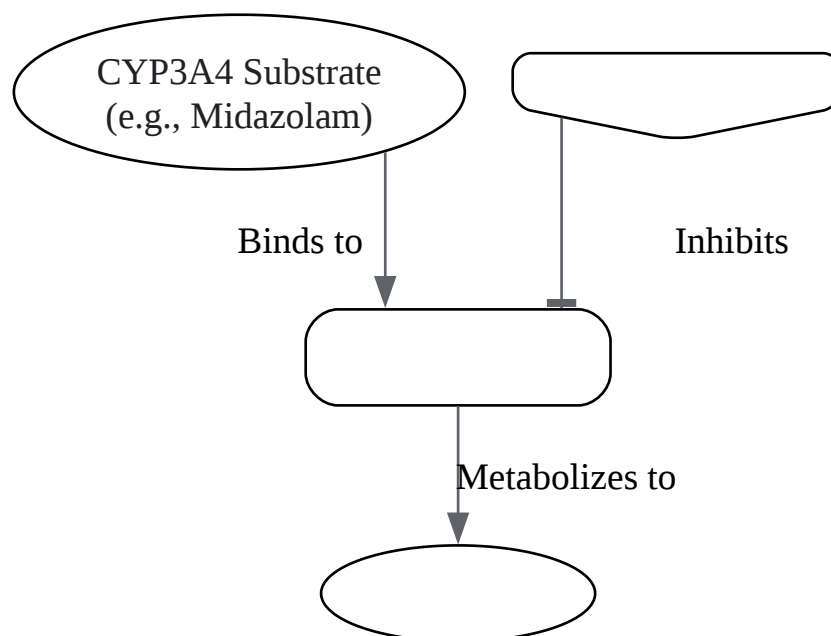 CYP3A4 Substrate
(e.g., Midazolam)
Binds to
Inhibits
Metabolizes to